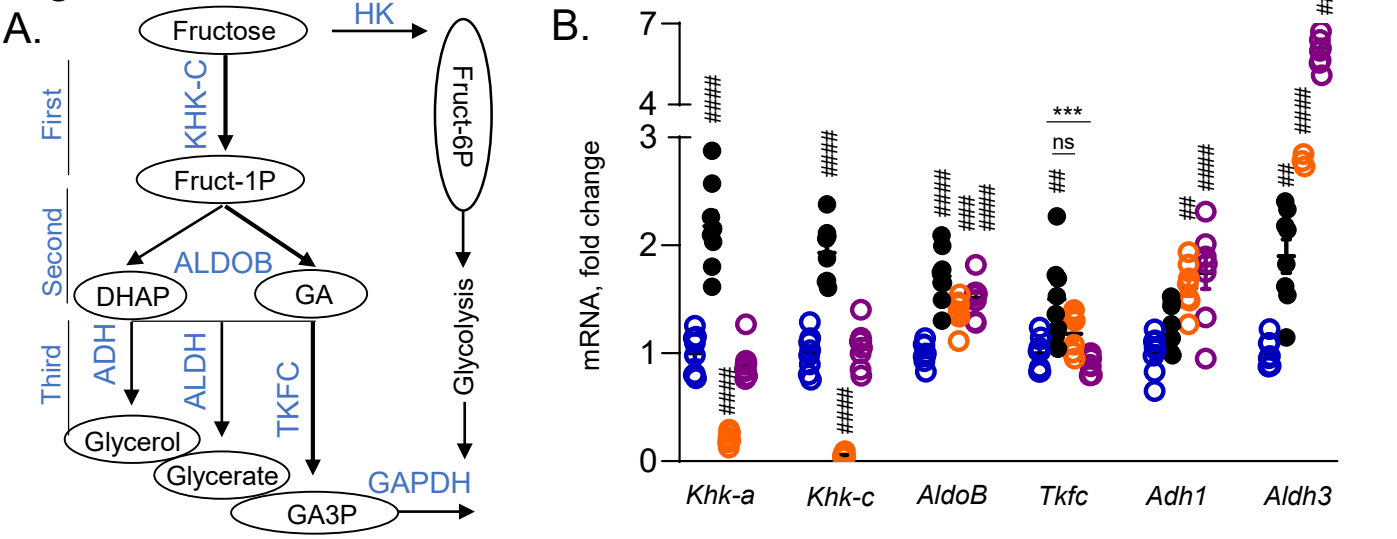 A.
Fructose
HK
KHK-C
Fruct-6P
First
Fruct-1P
Second
ALDOB
DHAP
GA
Third
ADH
ALDH
TKFC
Glycolysis
Glycerol
Glycerate
GAPDH
GA3P
B.
mRNA, fold change
7
4
3
2
1
0
####
####
####
####
####
###
####
##
ns
***
##
####
##
###
#
Khk-a
Khk-c
AldoB
Tkfc
Adh1
Aldh3